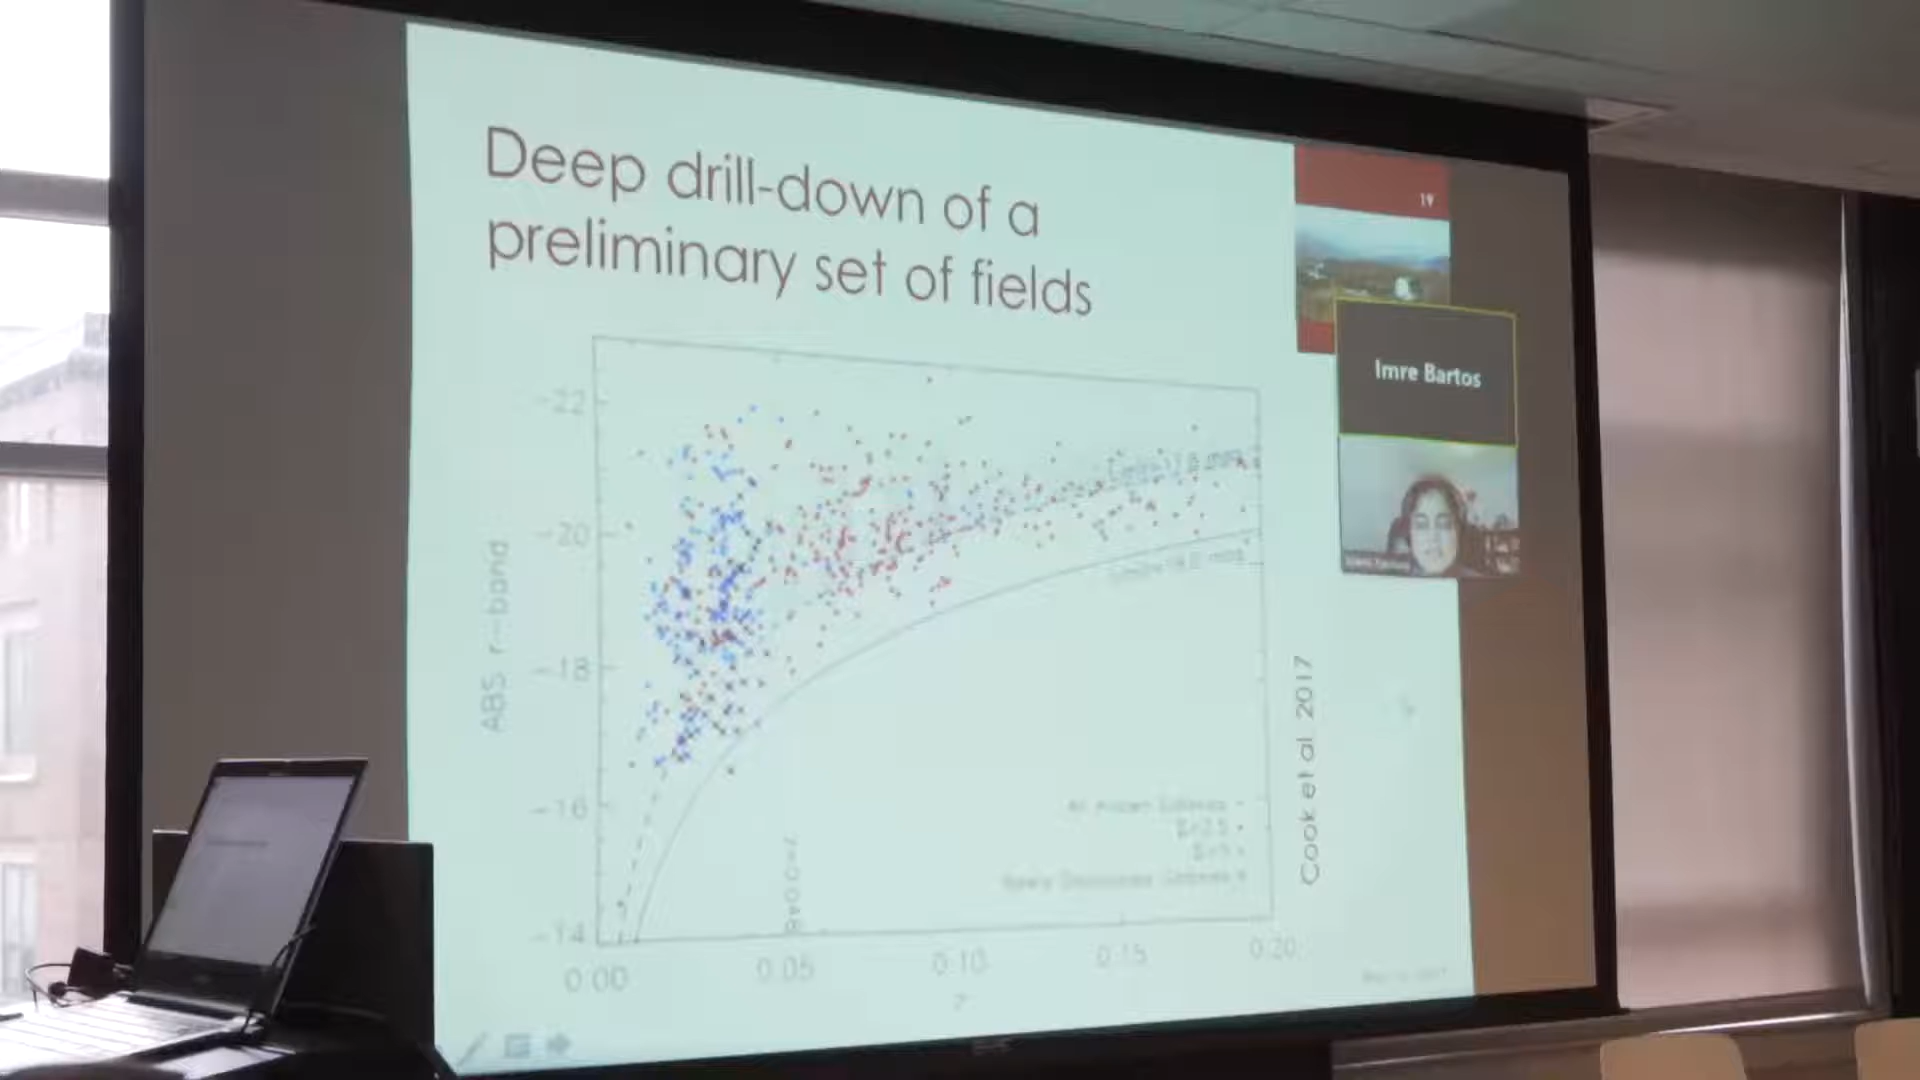 Deep drill-down of a
preliminary set of fields
19
Imre Bartos
-22
-20
-18
-16
-14
ABS r-band
0.00
0.05
0.10
0.15
0.20
z
Cook et al. 2017